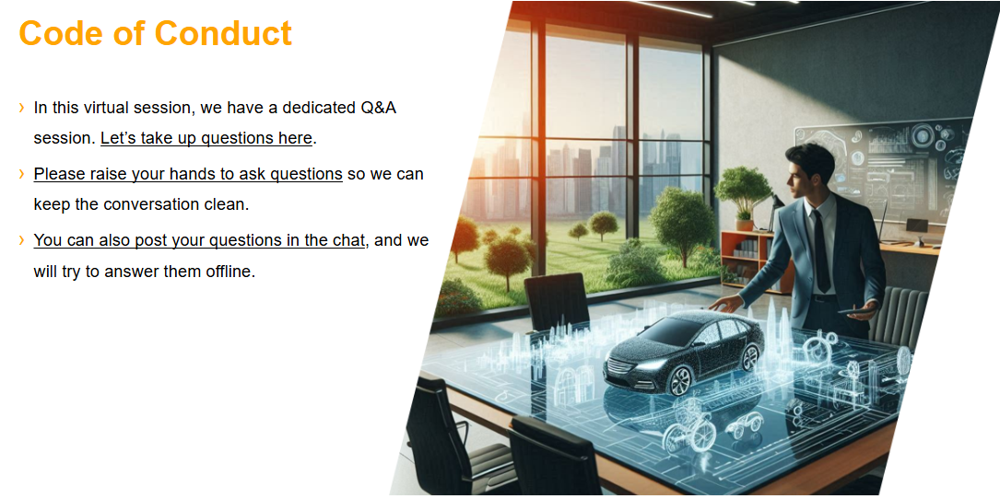 Code of Conduct
› In this virtual session, we have a dedicated Q&A
session. Let’s take up questions here.
› Please raise your hands to ask questions so we can
keep the conversation clean.
› You can also post your questions in the chat, and we
will try to answer them offline.